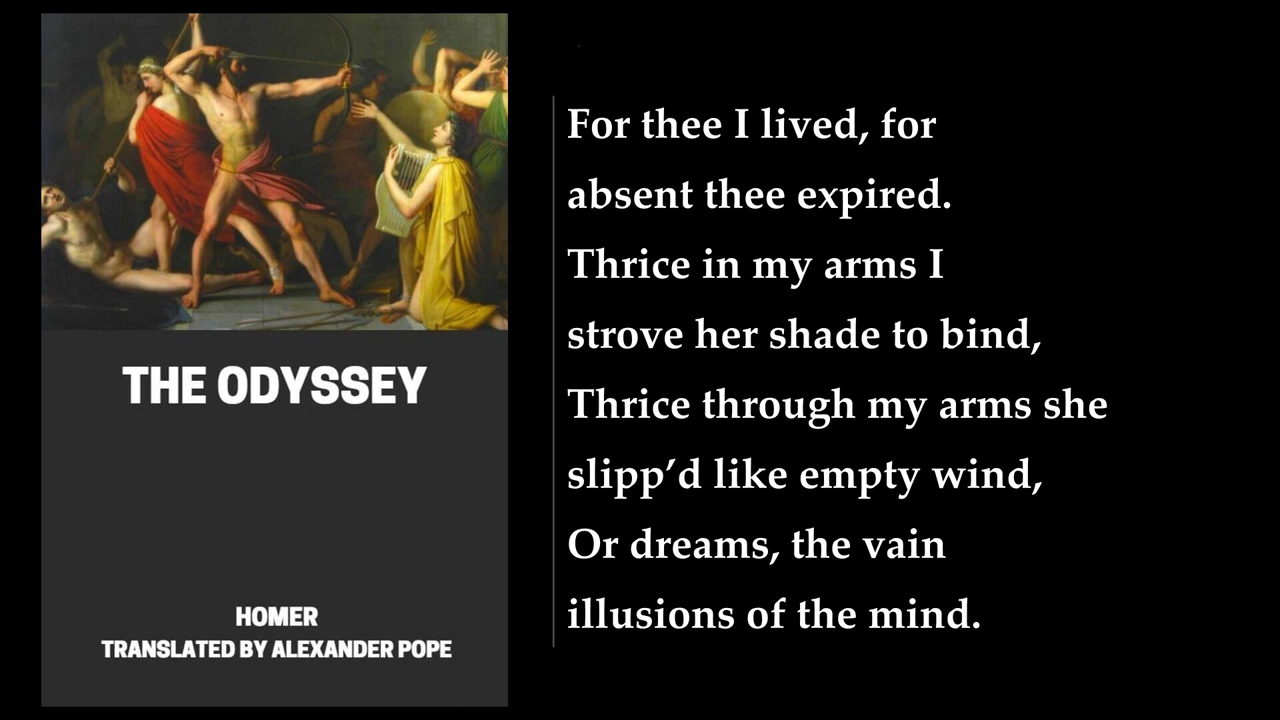 THE ODYSSEY
HOMER
TRANSLATED BY ALEXANDER POPE
For thee I lived, for
absent thee expired.
Thrice in my arms I
strove her shade to bind,
Thrice through my arms she
slipp’d like empty wind,
Or dreams, the vain
illusions of the mind.